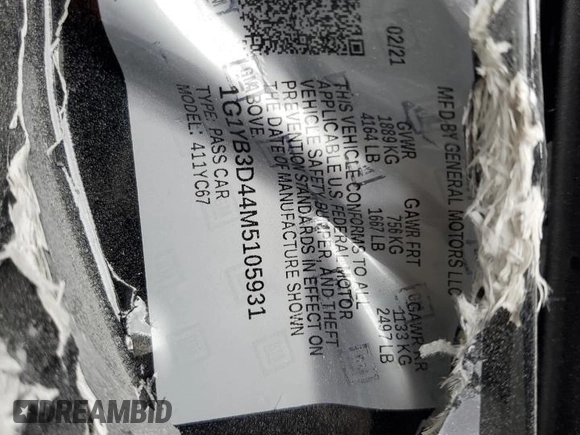 MFD BY GENERAL MOTORS LLC
02/21
GVWR
1889 KG
4164 LB
GAWR FRT
756 KG
1667 LB
GAWR RR
1133 KG
2497 LB
THIS VEHICLE CONFORMS TO ALL
APPLICABLE U.S. FEDERAL MOTOR
VEHICLE SAFETY, BUMPER, AND THEFT
PREVENTION STANDARDS IN EFFECT ON
THE DATE OF MANUFACTURE SHOWN
ABOVE.
1G1YB3D44M5105931
TYPE: PASS CAR
MODEL: 411YC67
DREAMBID